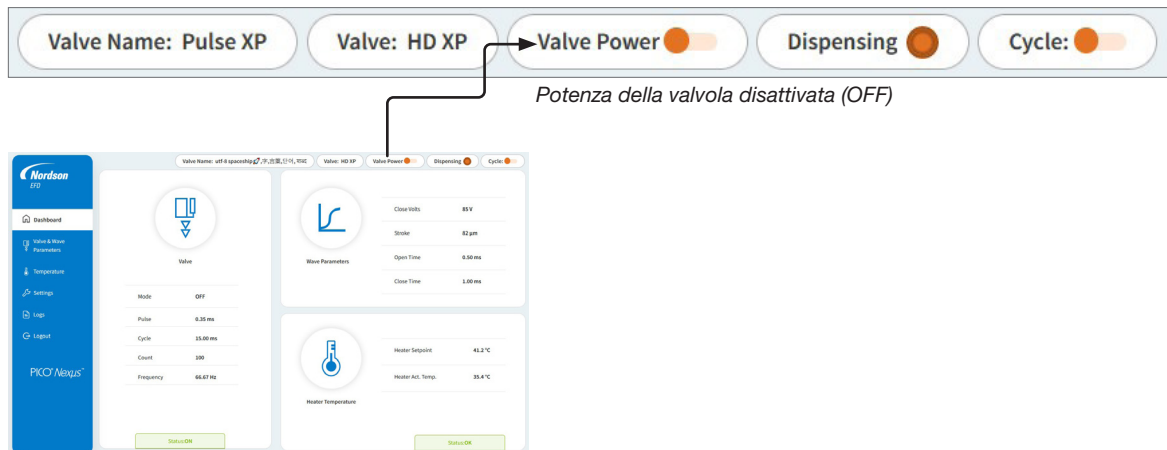 Valve Name: Pulse XP Valve: HD XP Valve Power Dispensing Cycle:
Potenza della valvola disattivata (OFF)
Valve Name: utf-8 spaceship🚀,字, Valve: HD XP Valve Power Dispensing Cycle:
Nordson
EFD
Dashboard
Valve & Wave
Parameters
Temperature
Settings
Logs
Logout
PICO® Nexμs™
Valve
Mode OFF
Pulse 0.35 ms
Cycle 15.00 ms
Count 100
Frequency 66.67 Hz
Status:ON
Wave Parameters
Close Volts 85 V
Stroke 82 μm
Open Time 0.50 ms
Close Time 1.00 ms
Heater Temperature
Heater Setpoint 41.2 °C
Heater Act. Temp. 35.4 °C
Status:OK